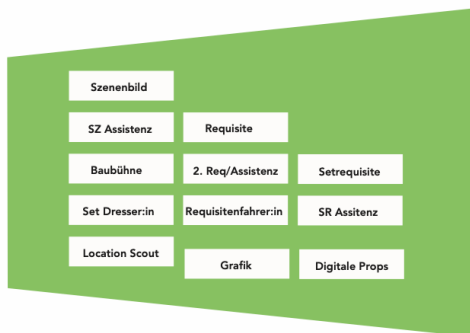 Szenenbild
SZ Assistenz
Requisite
Baubühne
2. Req/Assistenz
Setrequisite
Set Dresser:in
Requisitenfahrer:in
SR Assitenz
Location Scout
Grafik
Digitale Props